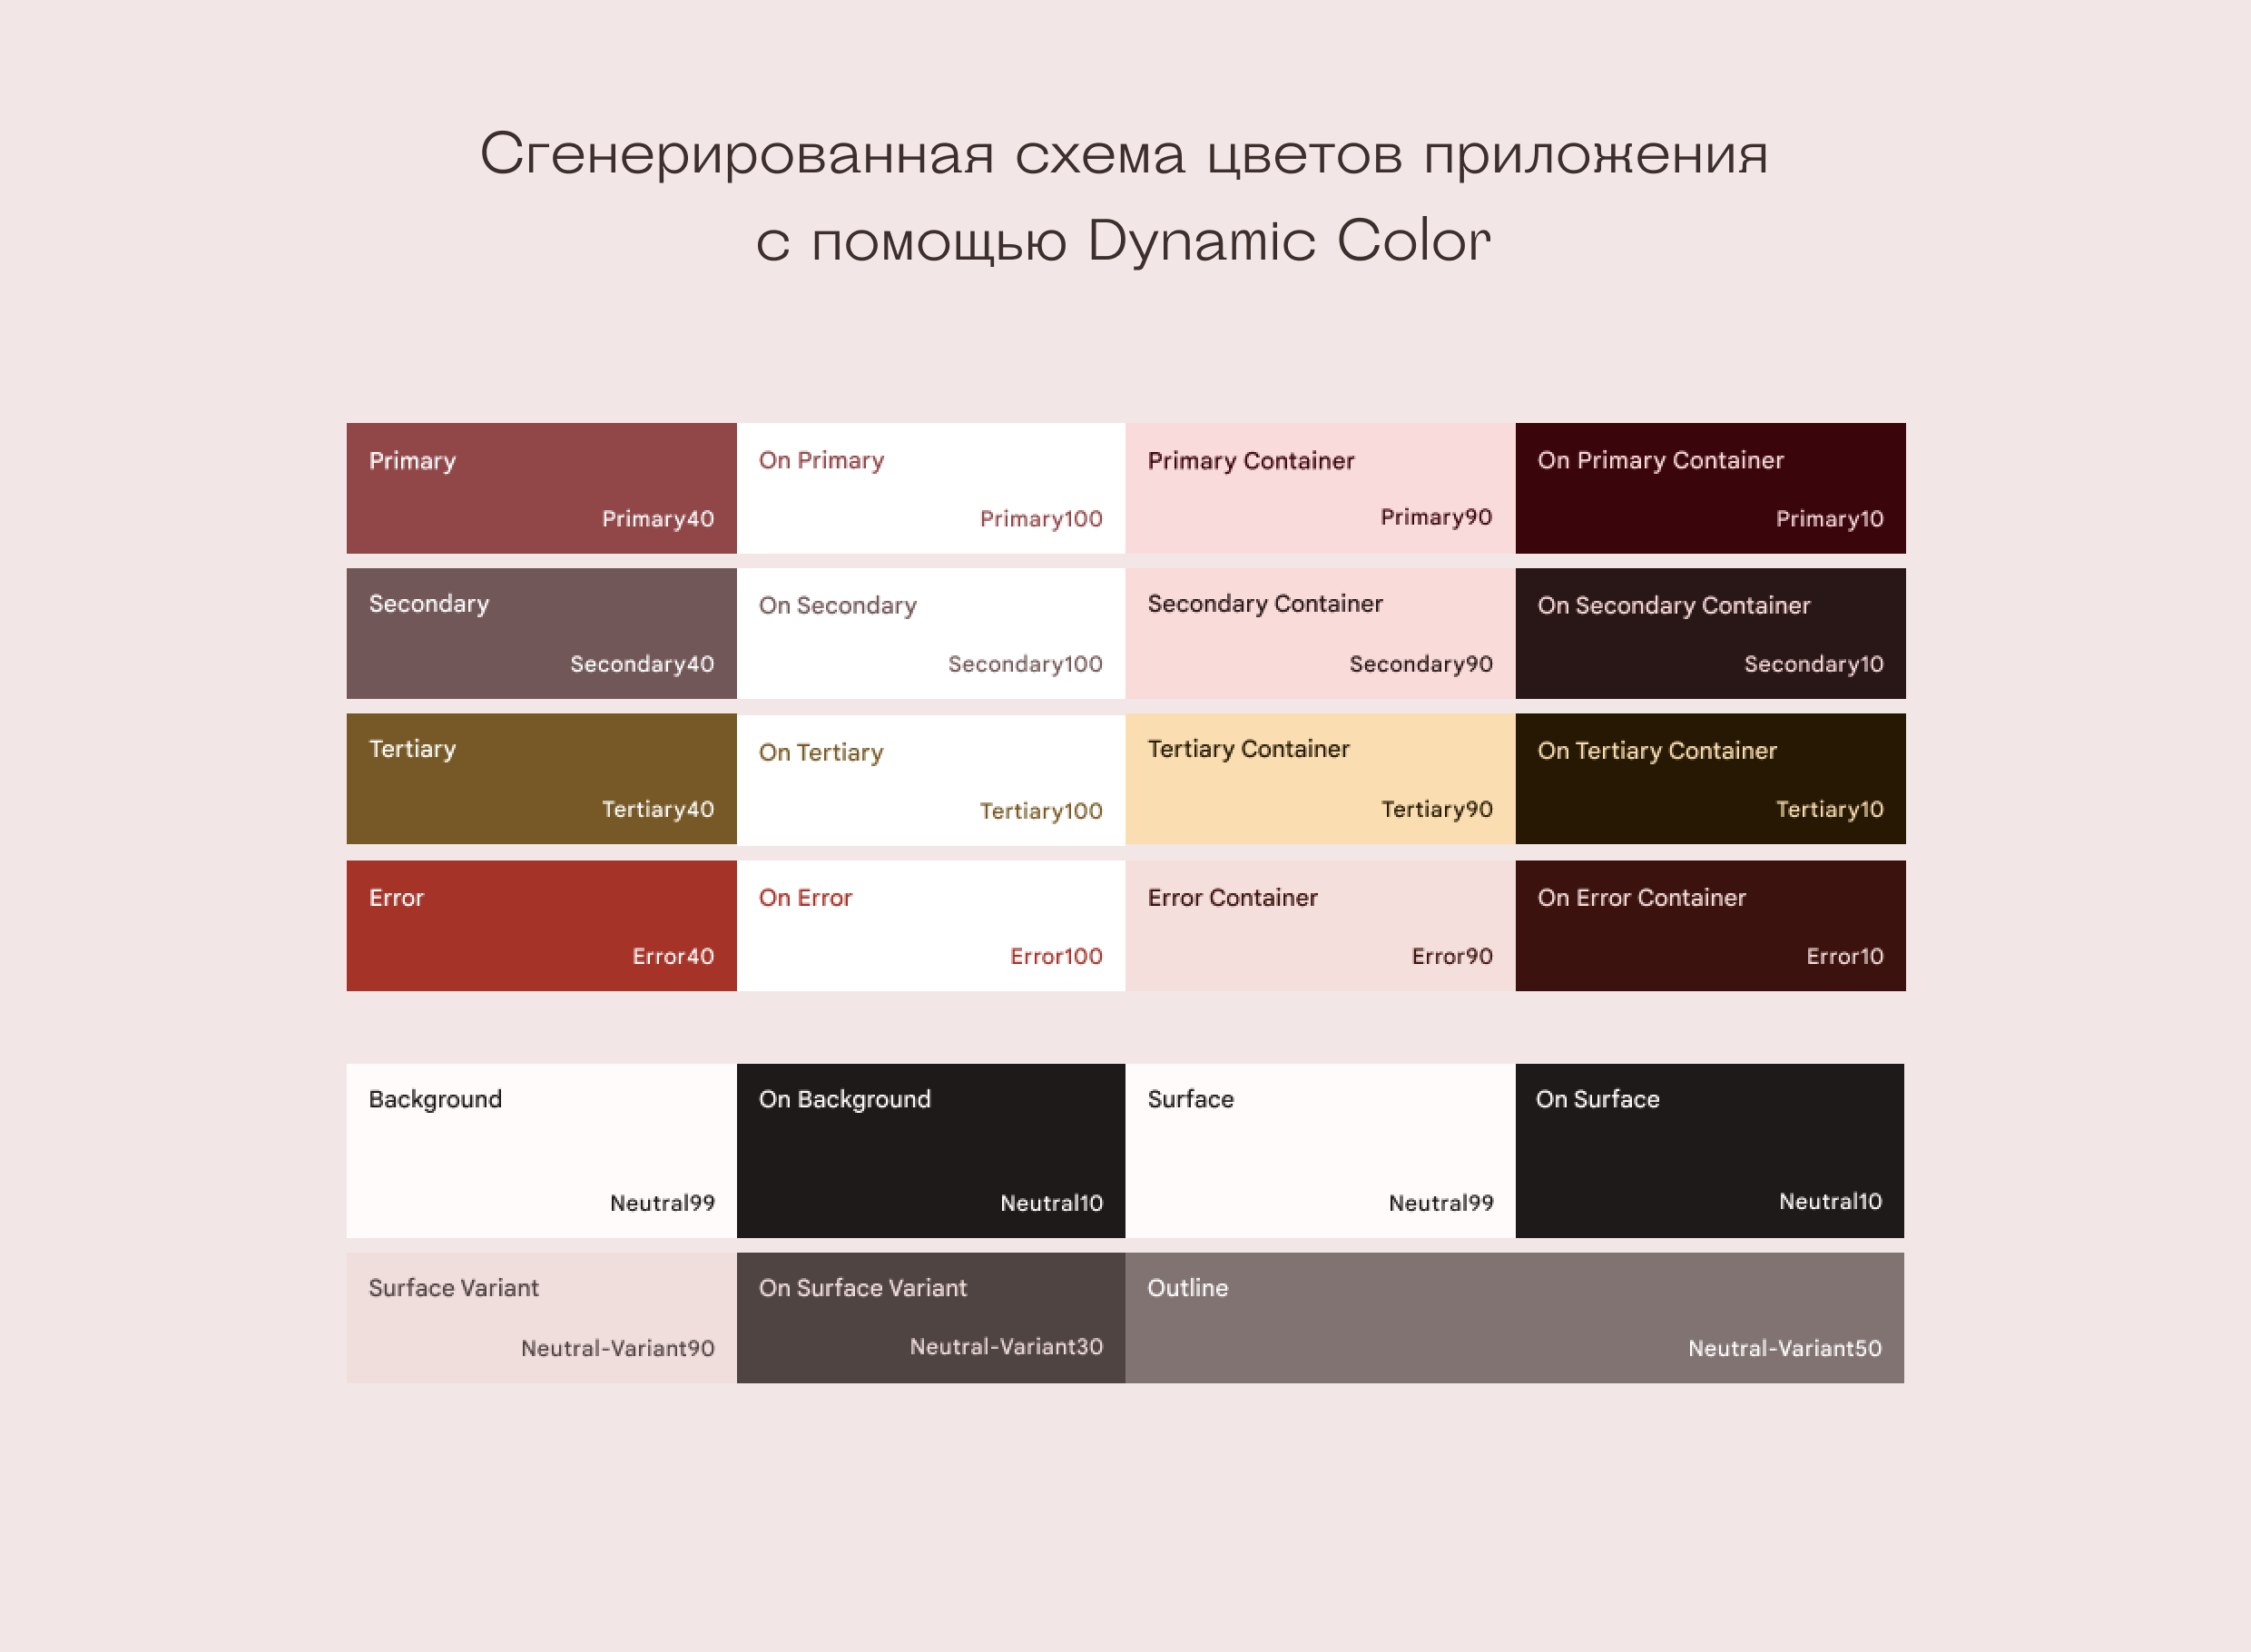 Сгенерированная схема цветов приложения
с помощью Dynamic Color
Primary
Primary40
On Primary
Primary100
Primary Container
Primary90
On Primary Container
Primary10
Secondary
Secondary40
On Secondary
Secondary100
Secondary Container
Secondary90
On Secondary Container
Secondary10
Tertiary
Tertiary40
On Tertiary
Tertiary100
Tertiary Container
Tertiary90
On Tertiary Container
Tertiary10
Error
Error40
On Error
Error100
Error Container
Error90
On Error Container
Error10
Background
Neutral99
On Background
Neutral10
Surface
Neutral99
On Surface
Neutral10
Surface Variant
Neutral-Variant90
On Surface Variant
Neutral-Variant30
Outline
Neutral-Variant50